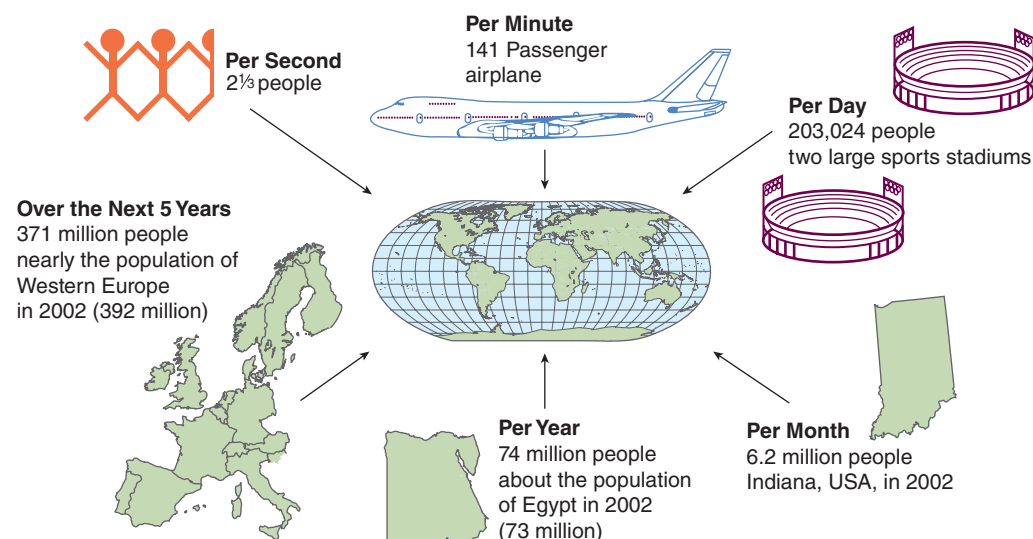 Per Second
2⅓ people
Per Minute
141 Passenger
airplane
Per Day
203,024 people
two large sports stadiums
Over the Next 5 Years
371 million people
nearly the population of
Western Europe
in 2002 (392 million)
Per Year
74 million people
about the population
of Egypt in 2002
(73 million)
Per Month
6.2 million people
Indiana, USA, in 2002